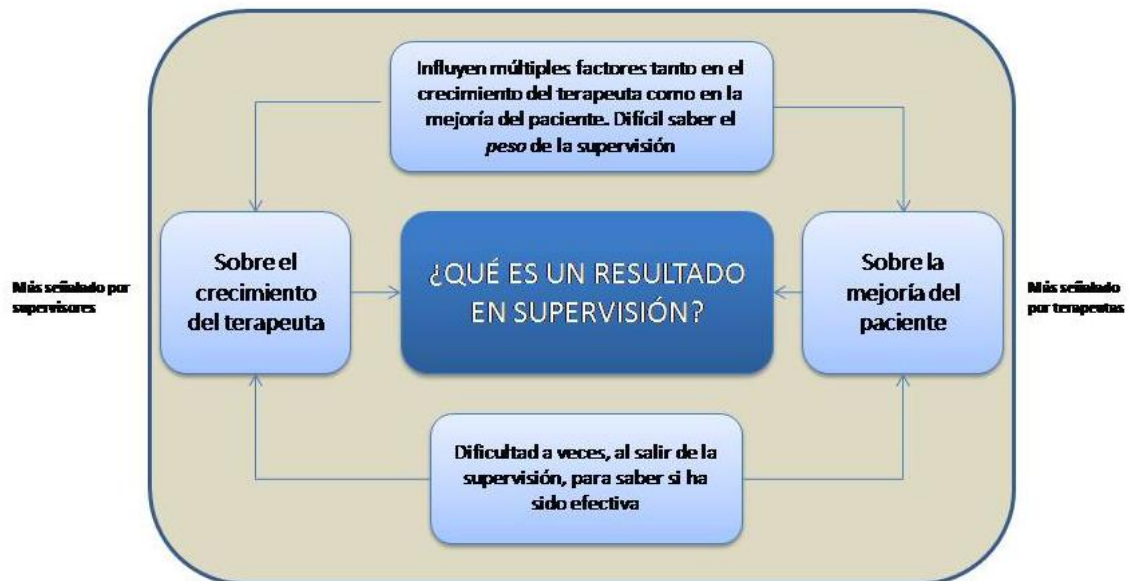 Influyen múltiples factores tanto en el
crecimiento del terapeuta como en la
mejoría del paciente. Difícil saber el
peso de la supervisión
Más señalado por
supervisores
Sobre el
crecimiento
del terapeuta
¿QUÉ ES UN RESULTADO
EN SUPERVISIÓN?
Sobre la
mejoría del
paciente
Más señalado
por terapeutas
Dificultad a veces, al salir de la
supervisión, para saber si ha
sido efectiva